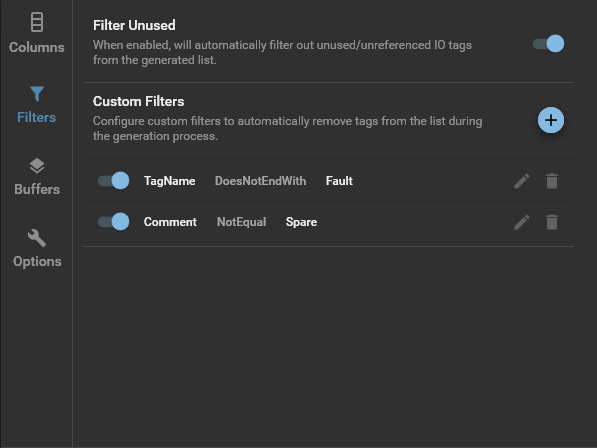 Columns
Filters
Buffers
Options
Filter Unused
When enabled, will automatically filter out unused/unreferenced IO tags
from the generated list.
Custom Filters
Configure custom filters to automatically remove tags from the list during
the generation process.
TagName DoesNotEndWith Fault
Comment NotEqual Spare